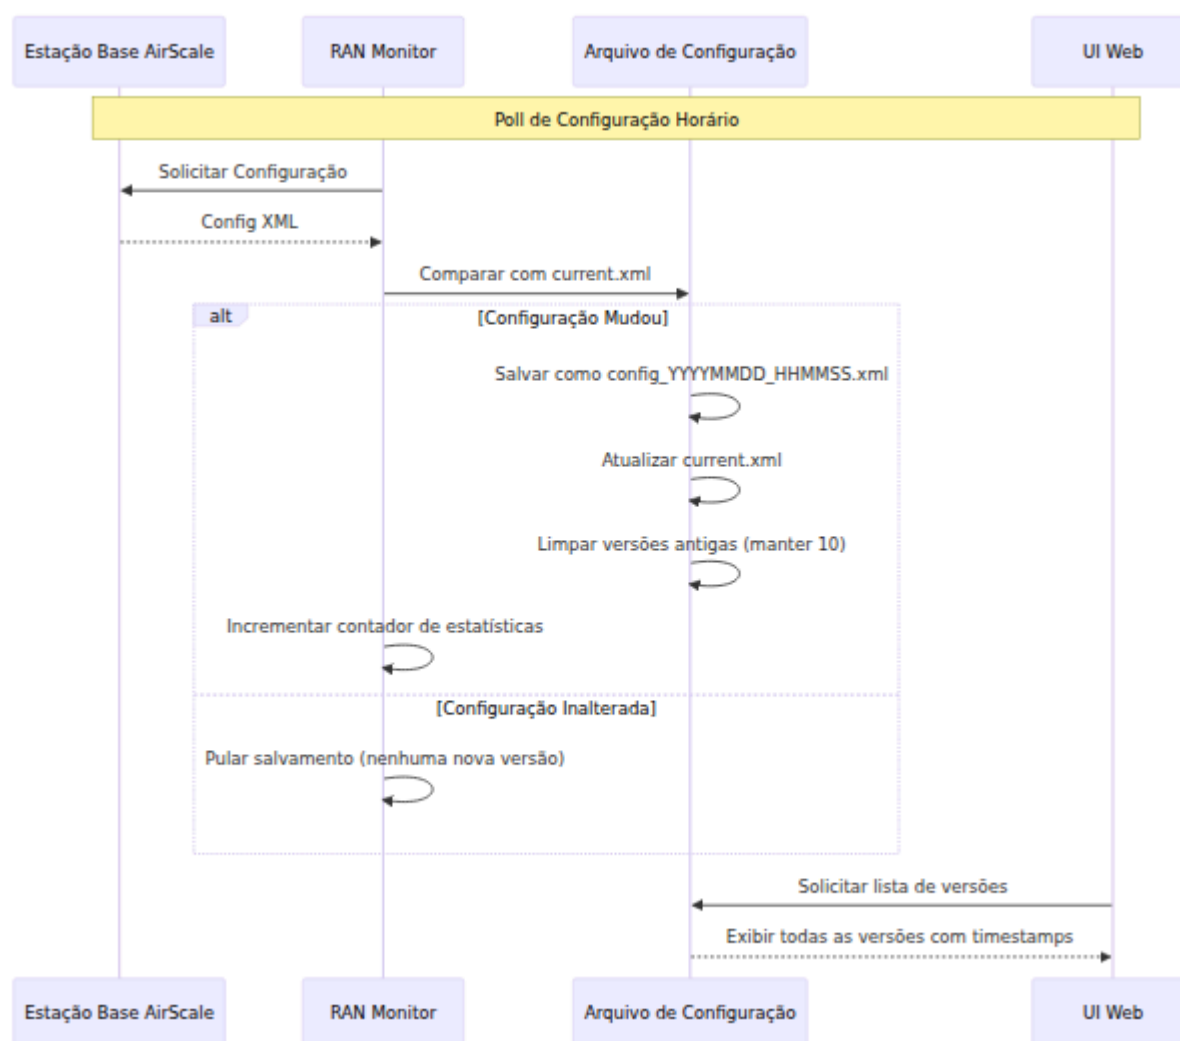 Estação Base AirScale
RAN Monitor
Arquivo de Configuração
UI Web
Poll de Configuração Horário
Solicitar Configuração
Config XML
Comparar com current.xml
alt
[Configuração Mudou]
Salvar como config_YYYYMMDD_HHMMSS.xml
Atualizar current.xml
Limpar versões antigas (manter 10)
Incrementar contador de estatísticas
[Configuração Inalterada]
Pular salvamento (nenhuma nova versão)
Solicitar lista de versões
Exibir todas as versões com timestamps
Estação Base AirScale
RAN Monitor
Arquivo de Configuração
UI Web